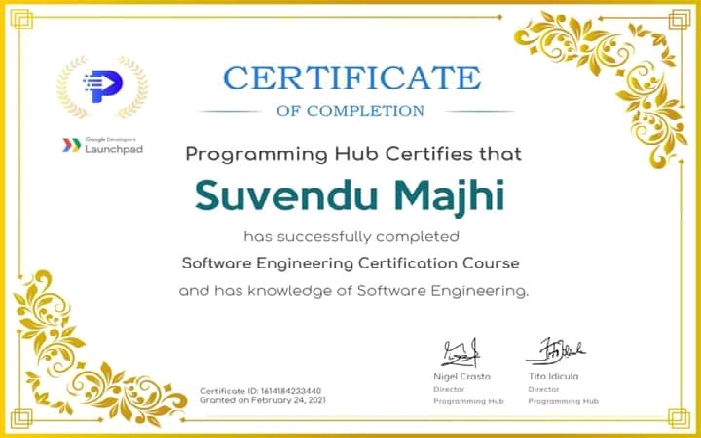 CERTIFICATE
OF COMPLETION
Google Developers
Launchpad
Programming Hub Certifies that
Suvendu Majhi
has successfully completed
Software Engineering Certification Course
and has knowledge of Software Engineering.
Nigel Crasto
Director
Programming Hub
Tito Idicula
Director
Programming Hub
Certificate ID: 1614184233440
Granted on February 24, 2021